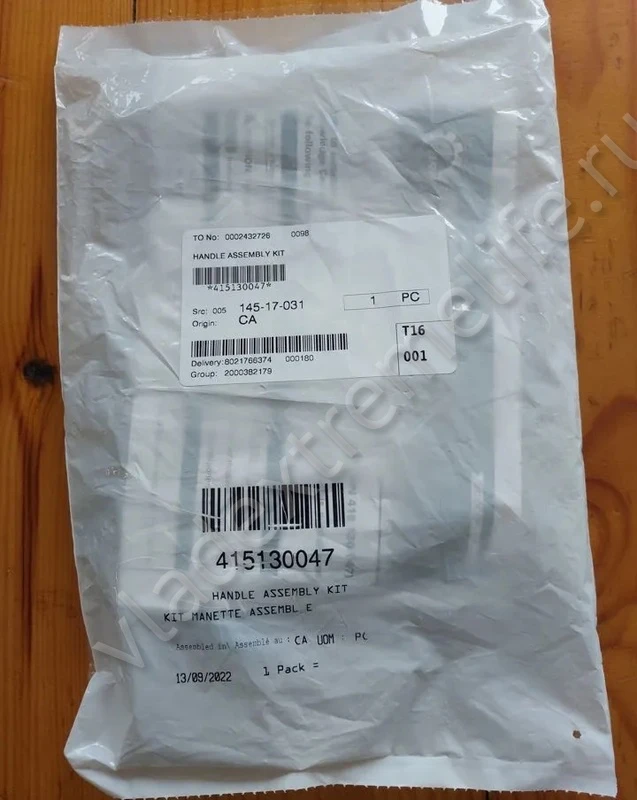 TO No: 0002432726 0098
HANDLE ASSEMBLY KIT
*415130047*
Src: 005 145-17-031 1 PC
Origin: CA
T16
001
Delivery: 8021766374 000180
Group: 2000382179
415130047
HANDLE ASSEMBLY KIT
KIT MANETTE ASSEMBL E
Assembled in\ Assemblé au : CA UOM : PC
13/09/2022 1 Pack =
vladextremelife.ru